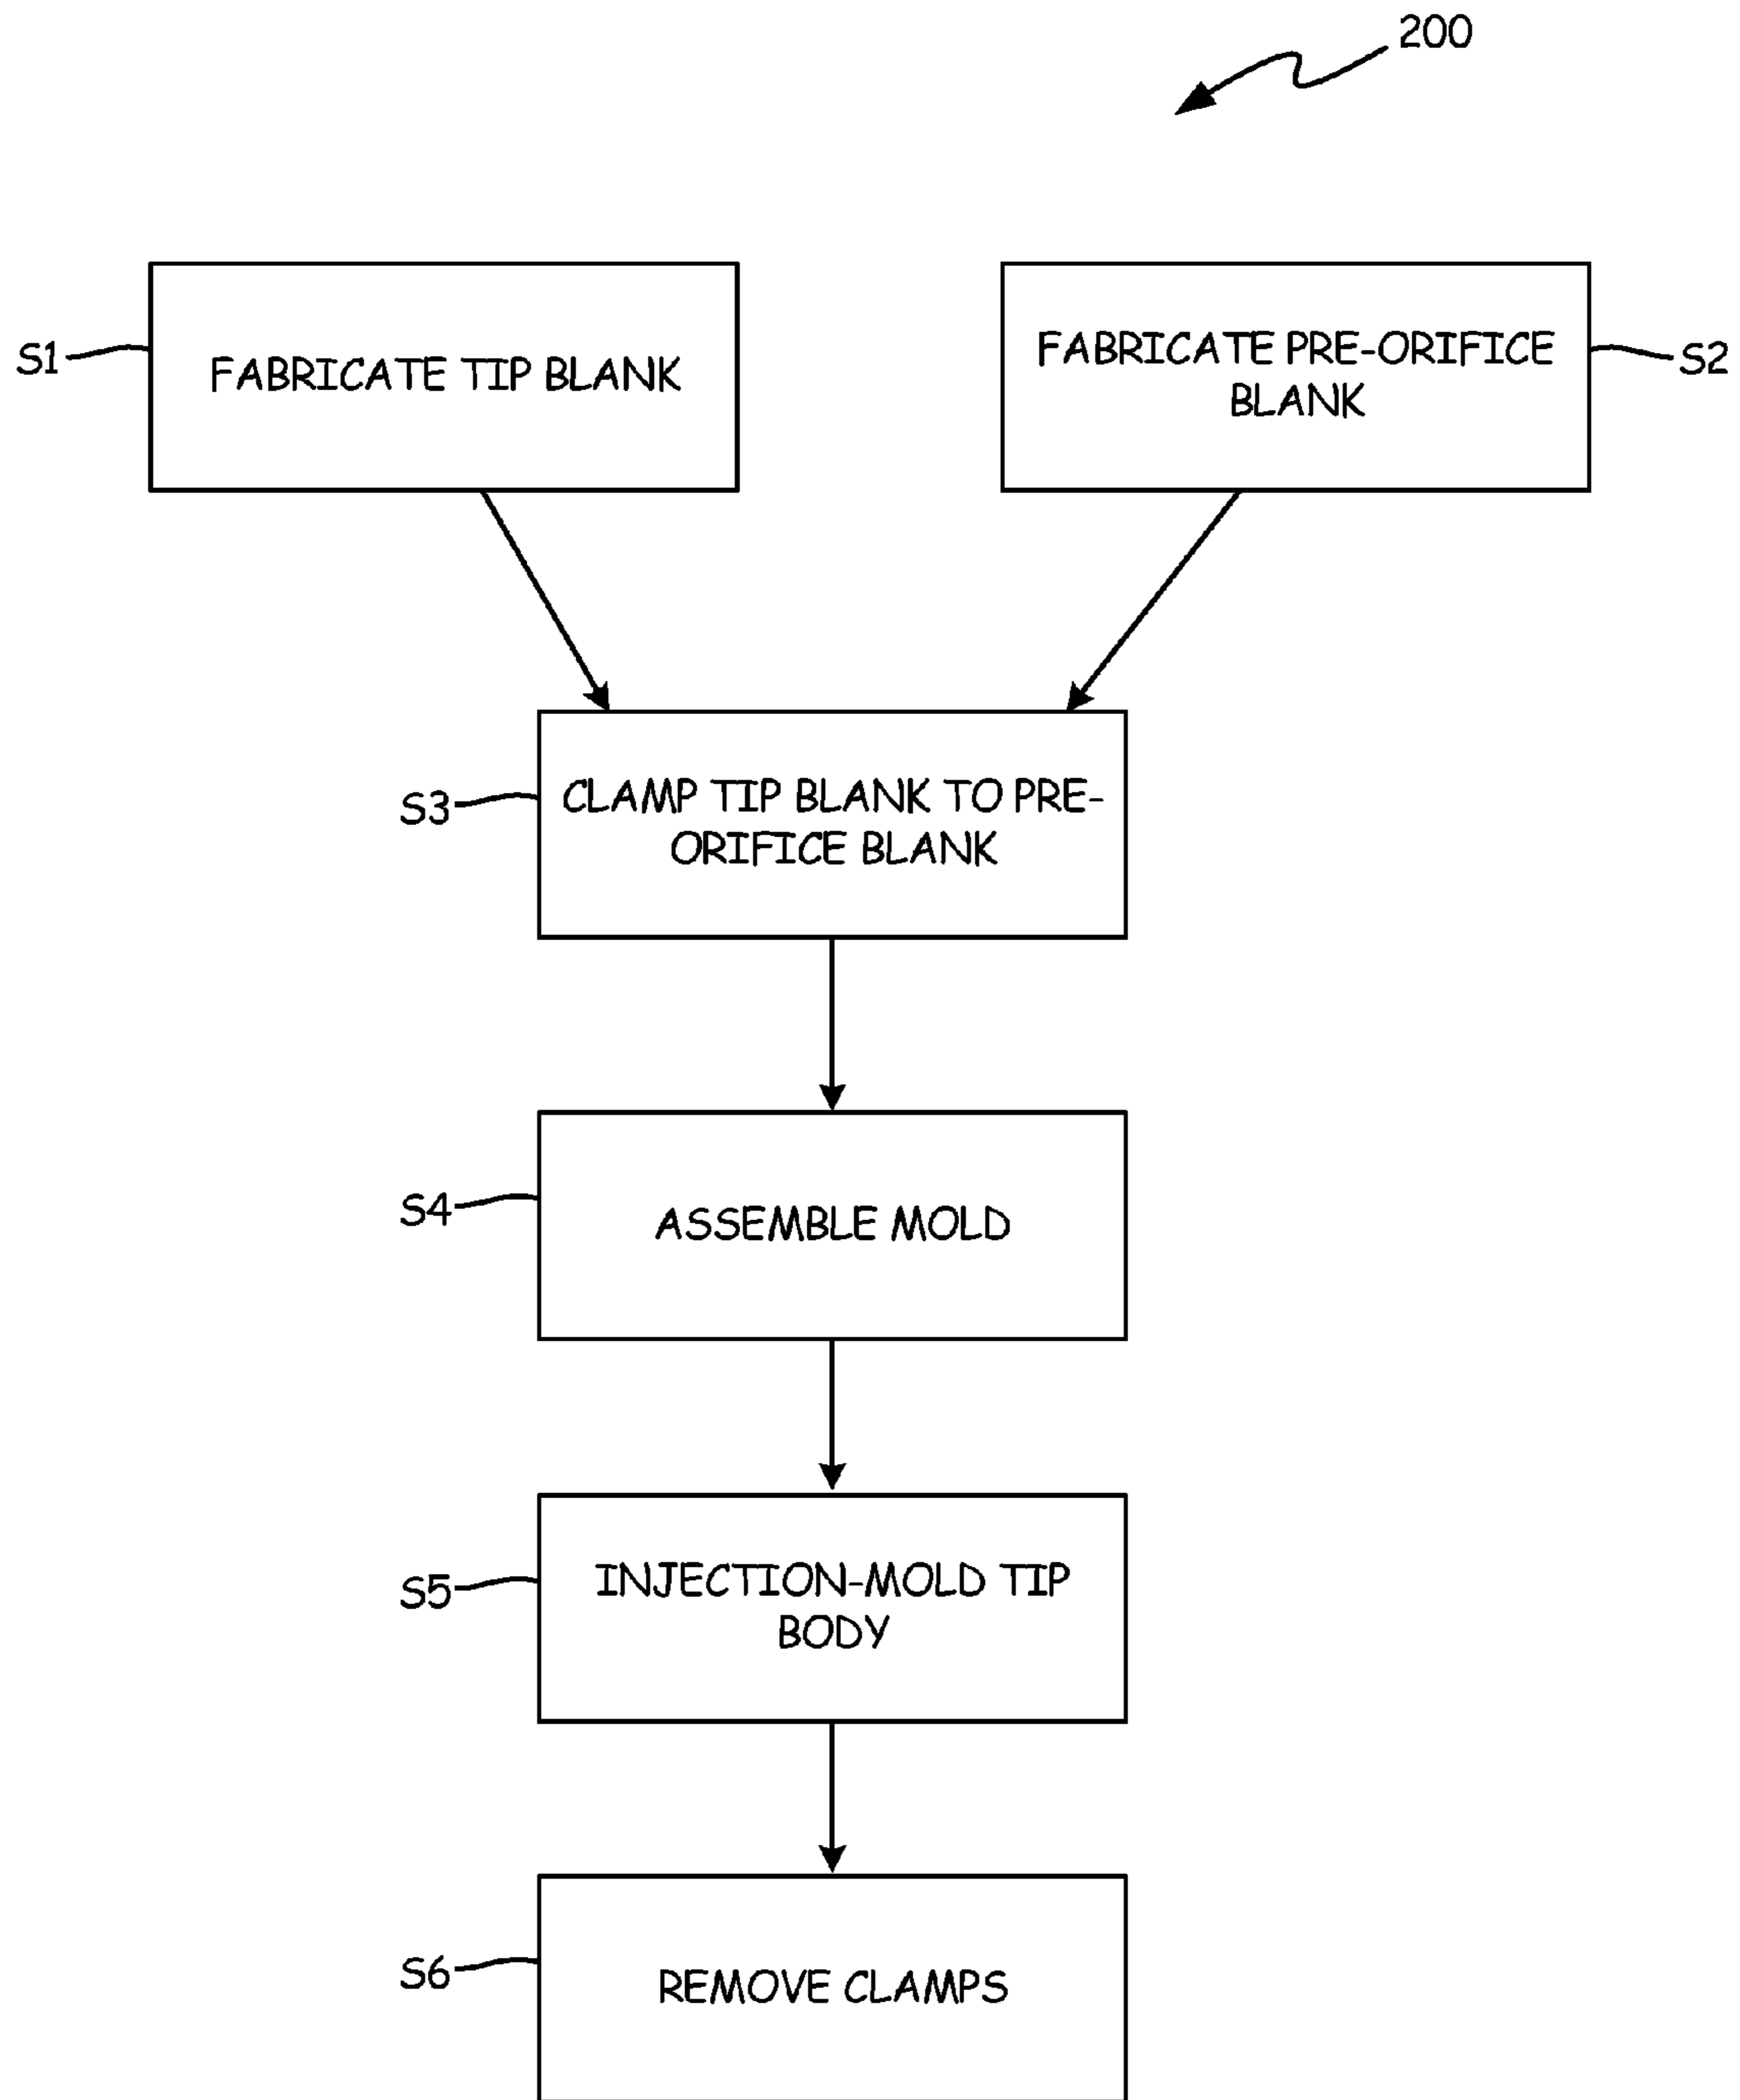 200
S1
FABRICATE TIP BLANK
FABRICATE PRE-ORIFICE
BLANK
S2
S3
CLAMP TIP BLANK TO PRE-
ORIFICE BLANK
S4
ASSEMBLE MOLD
S5
INJECTION-MOLD TIP
BODY
S6
REMOVE CLAMPS